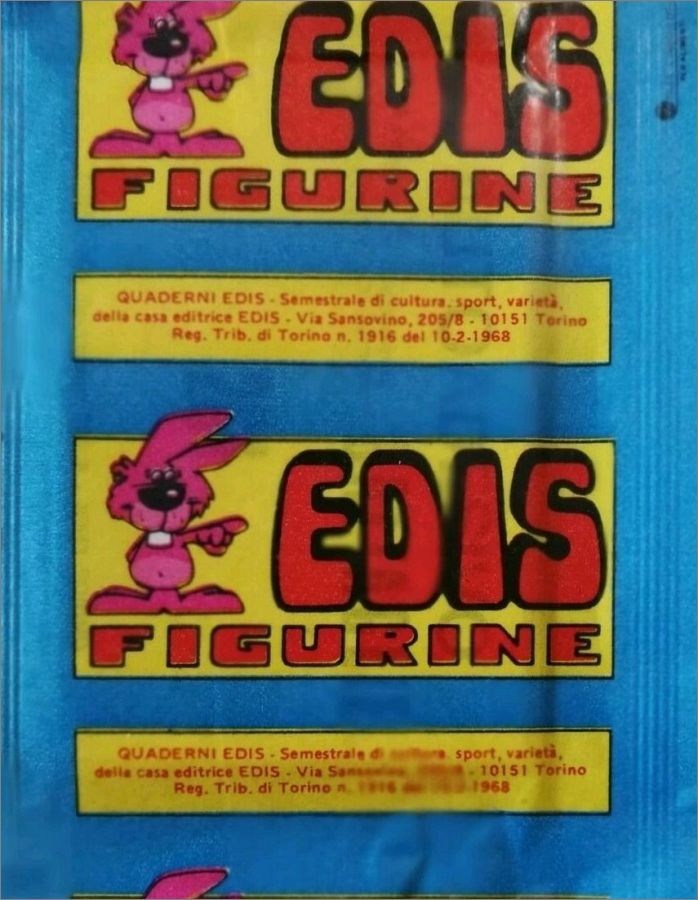 EDIS
FIGURINE
QUADERNI EDIS - Semestrale di cultura. sport, varietà,
della casa editrice EDIS - Via Sansovino, 205/8 - 10151 Torino
Reg. Trib. di Torino n. 1916 del 10-2-1968
EDIS
FIGURINE
QUADERNI EDIS - Semestrale di sport, varietà,
della casa editrice EDIS - Via - 10151 Torino
Reg. Trib. di Torino n. 1968
PER ALIMENTI